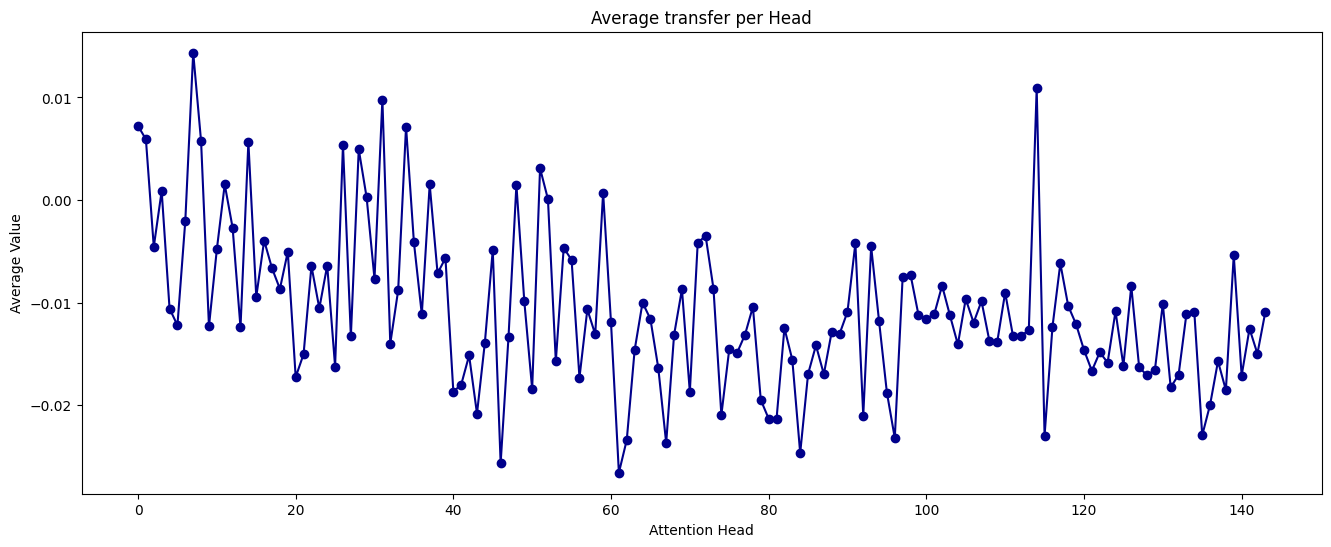 Average transfer per Head
0.01
0.00
−0.01
−0.02
Average Value
0 20 40 60 80 100 120 140
Attention Head